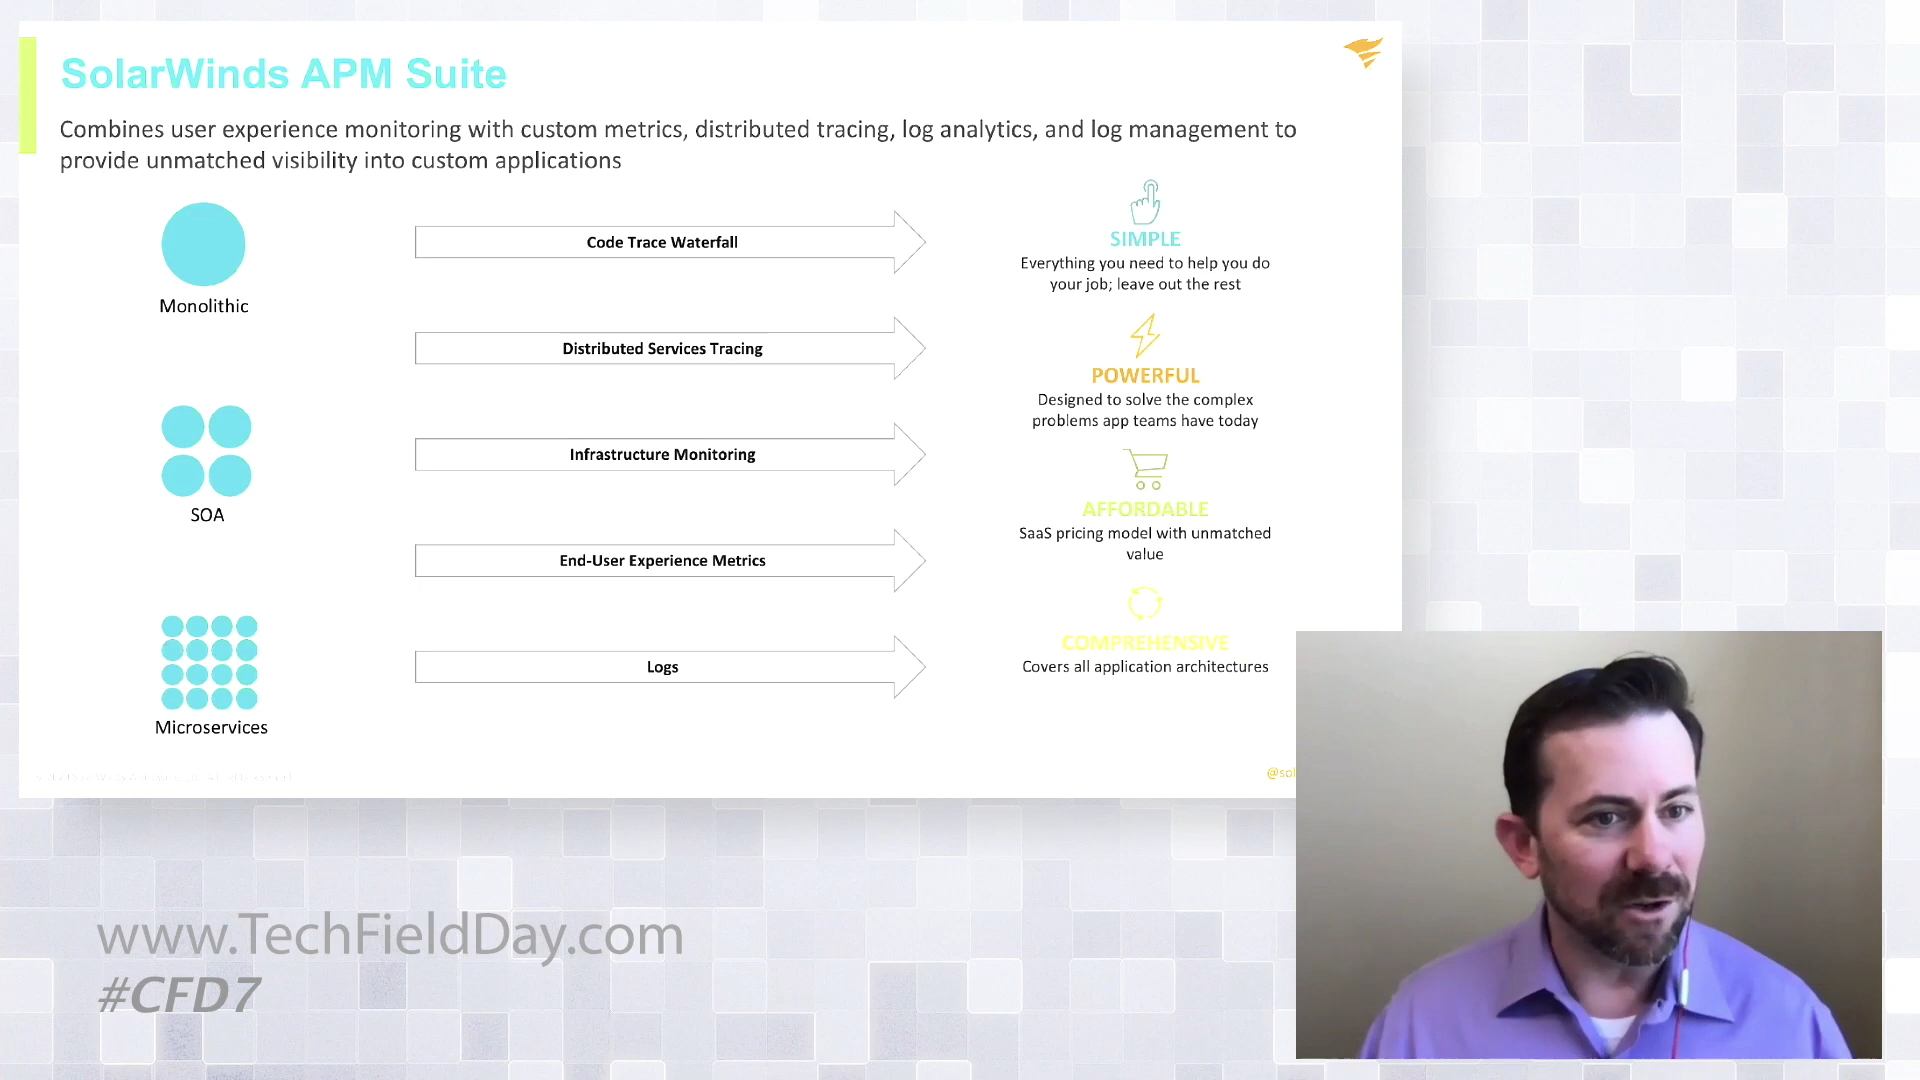 SolarWinds APM Suite
Combines user experience monitoring with custom metrics, distributed tracing, log analytics, and log management to
provide unmatched visibility into custom applications
Monolithic
SOA
Microservices
Code Trace Waterfall
Distributed Services Tracing
Infrastructure Monitoring
End-User Experience Metrics
Logs
SIMPLE
Everything you need to help you do
your job; leave out the rest
POWERFUL
Designed to solve the complex
problems app teams have today
AFFORDABLE
SaaS pricing model with unmatched
value
COMPREHENSIVE
Covers all application architectures
@sol
www.TechFieldDay.com
#CFD7